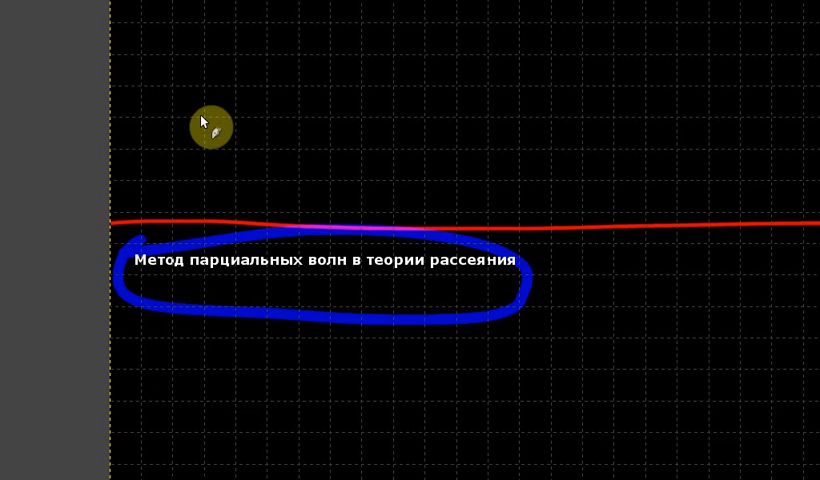 Метод парциальных волн в теории рассеяния